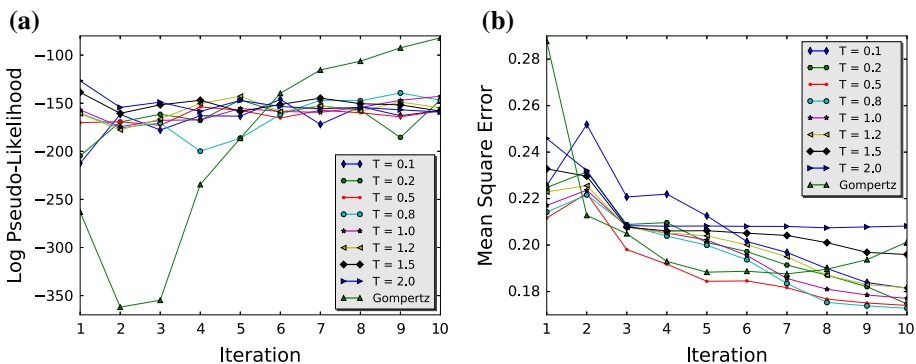 (a)
Log Pseudo-Likelihood
−100
−150
−200
−250
−300
−350
1 2 3 4 5 6 7 8 9 10
Iteration
T = 0.1
T = 0.2
T = 0.5
T = 0.8
T = 1.0
T = 1.2
T = 1.5
T = 2.0
Gompertz
(b)
Mean Square Error
0.28
0.26
0.24
0.22
0.20
0.18
1 2 3 4 5 6 7 8 9 10
Iteration
T = 0.1
T = 0.2
T = 0.5
T = 0.8
T = 1.0
T = 1.2
T = 1.5
T = 2.0
Gompertz